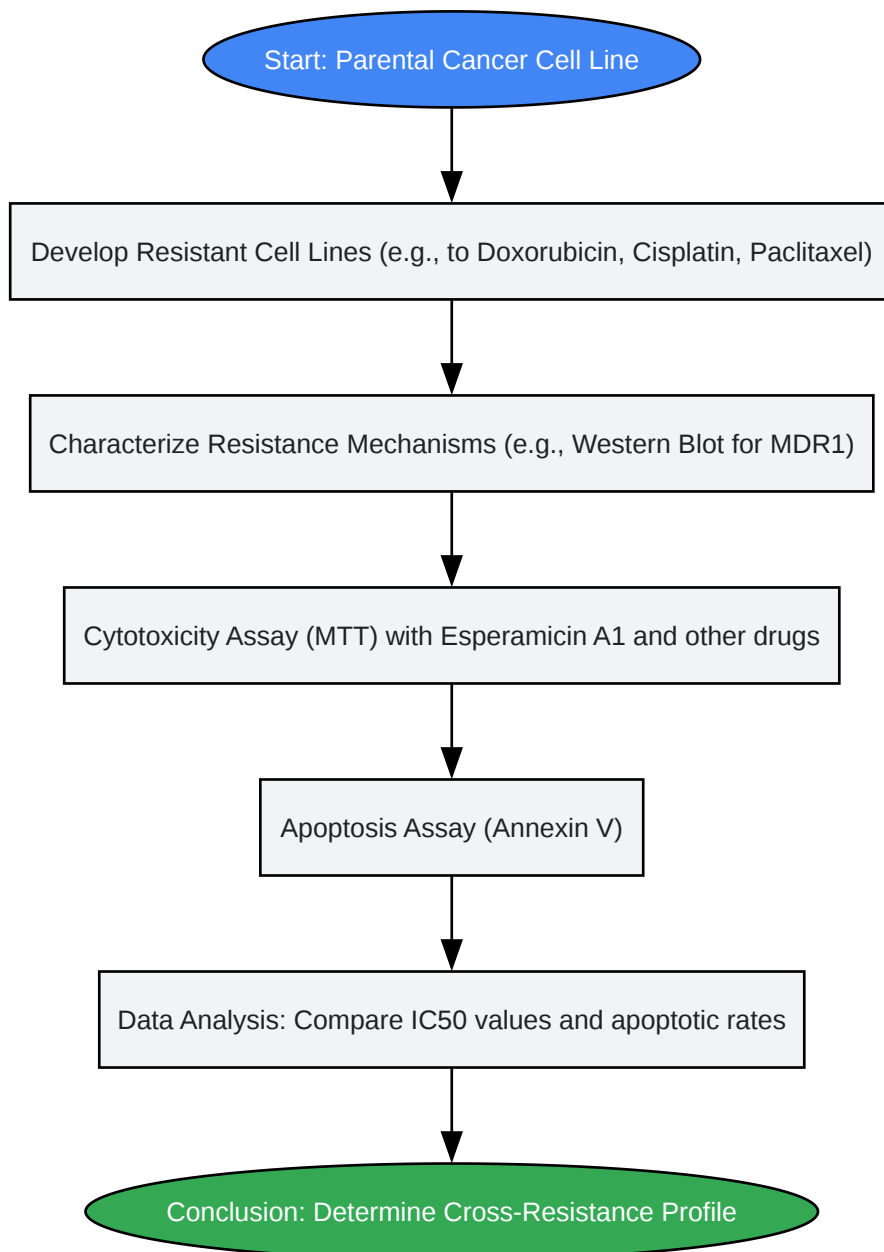 Start: Parental Cancer Cell Line
Develop Resistant Cell Lines (e.g., to Doxorubicin, Cisplatin, Paclitaxel)
Characterize Resistance Mechanisms (e.g., Western Blot for MDR1)
Cytotoxicity Assay (MTT) with Esperamicin A1 and other drugs
Apoptosis Assay (Annexin V)
Data Analysis: Compare IC50 values and apoptotic rates
Conclusion: Determine Cross-Resistance Profile